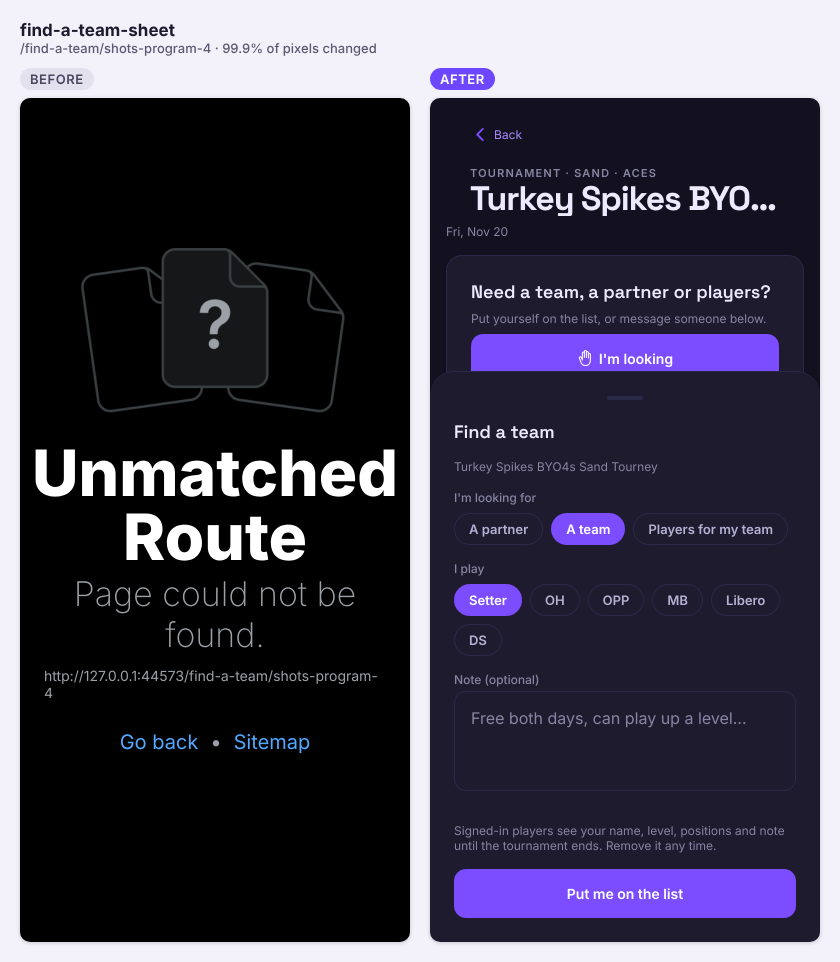 find-a-team-sheet
/find-a-team/shots-program-4 · 99.9% of pixels changed
BEFORE
?
Unmatched
Route
Page could not be
found.
http://127.0.0.1:44573/find-a-team/shots-program-
4
Go back • Sitemap
AFTER
Back
TOURNAMENT · SAND · ACES
Turkey Spikes BYO...
Fri, Nov 20
Need a team, a partner or players?
Put yourself on the list, or message someone below.
I'm looking
Find a team
Turkey Spikes BYO4s Sand Tourney
I'm looking for
A partner A team Players for my team
I play
Setter OH OPP MB Libero
DS
Note (optional)
Free both days, can play up a level...
Signed-in players see your name, level, positions and note
until the tournament ends. Remove it any time.
Put me on the list